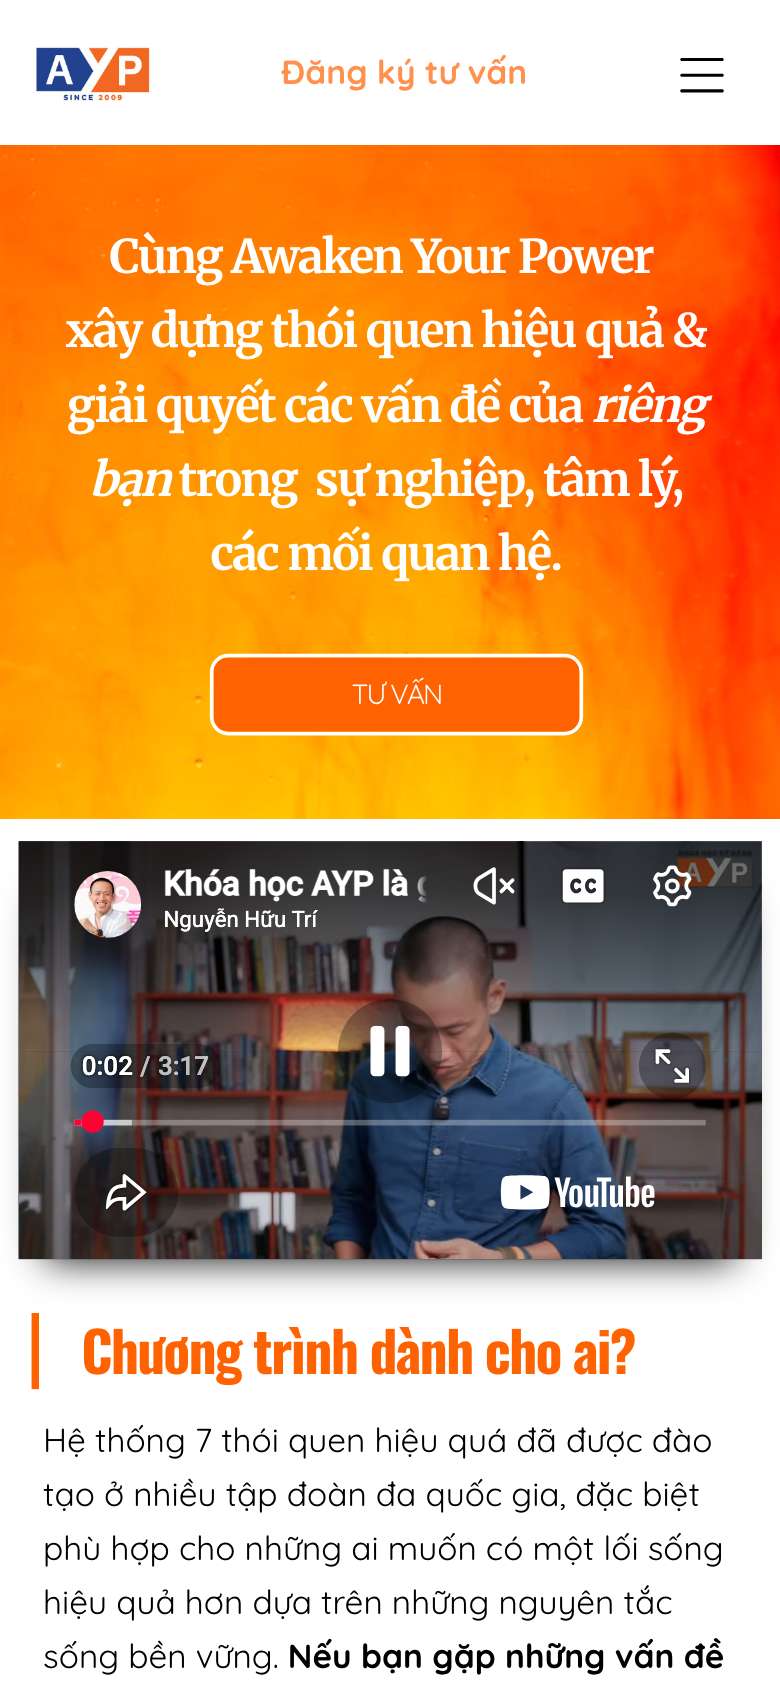 AYP
SINCE 2009
Đăng ký tư vấn
Cùng Awaken Your Power
xây dựng thói quen hiệu quả &
giải quyết các vấn đề của riêng
bạn trong sự nghiệp, tâm lý,
các mối quan hệ.
TƯ VẤN
Khóa học AYP là g
Nguyễn Hữu Trí
CC
AYP
0:02 / 3:17
YouTube
Chương trình dành cho ai?
Hệ thống 7 thói quen hiệu quá đã được đào
tạo ở nhiều tập đoàn đa quốc gia, đặc biệt
phù hợp cho những ai muốn có một lối sống
hiệu quả hơn dựa trên những nguyên tắc
sống bền vững. Nếu bạn gặp những vấn đề